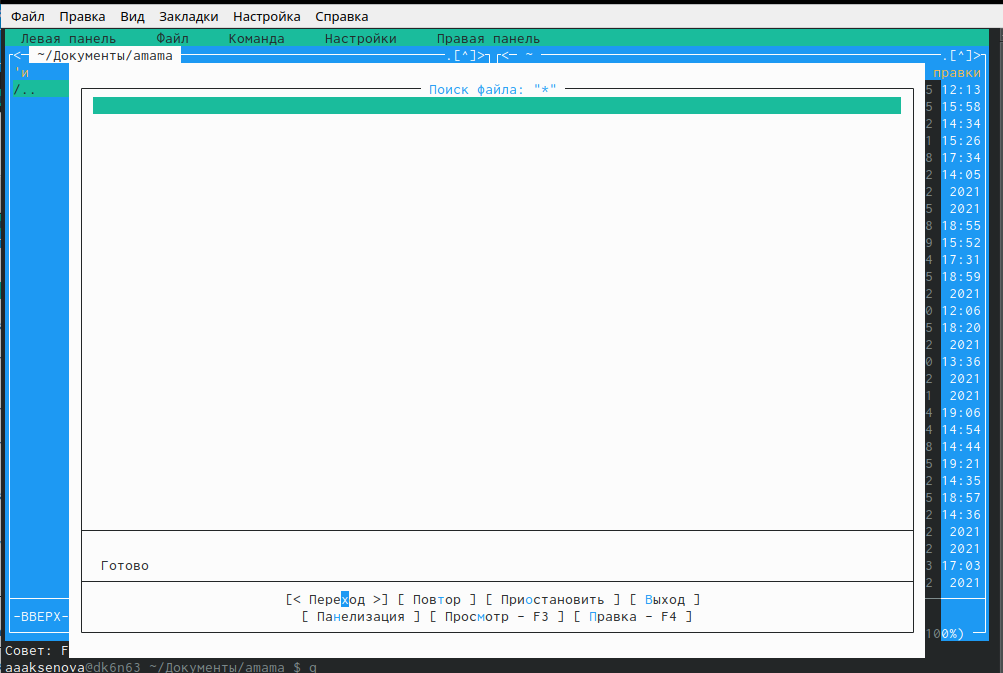 Файл Правка Вид Закладки Настройка Справка
Левая панель Файл Команда Настройки Правая панель
<─ ~/Документы/amama .[^]> <─ ~ .[^]>
'и правки
/.. 5 12:13
Поиск файла: "*"
5 15:58
2 14:34
1 15:26
8 17:34
2 14:05
2 2021
5 2021
8 18:55
9 15:52
4 17:31
5 18:59
2 2021
0 12:06
5 18:20
2 2021
0 13:36
2 2021
1 2021
4 19:06
4 14:54
8 14:44
5 19:21
2 14:35
5 18:57
2 14:36
2 2021
2 2021
Готово
3 17:03
2 2021
[< Переход >] [ Повтор ] [ Приостановить ] [ Выход ]
-ВВЕРХ- [ Панелизация ] [ Просмотр - F3 ] [ Правка - F4 ]
100%)
Совет: F
aaaksenova@dk6n63 ~/Документы/amama $ g